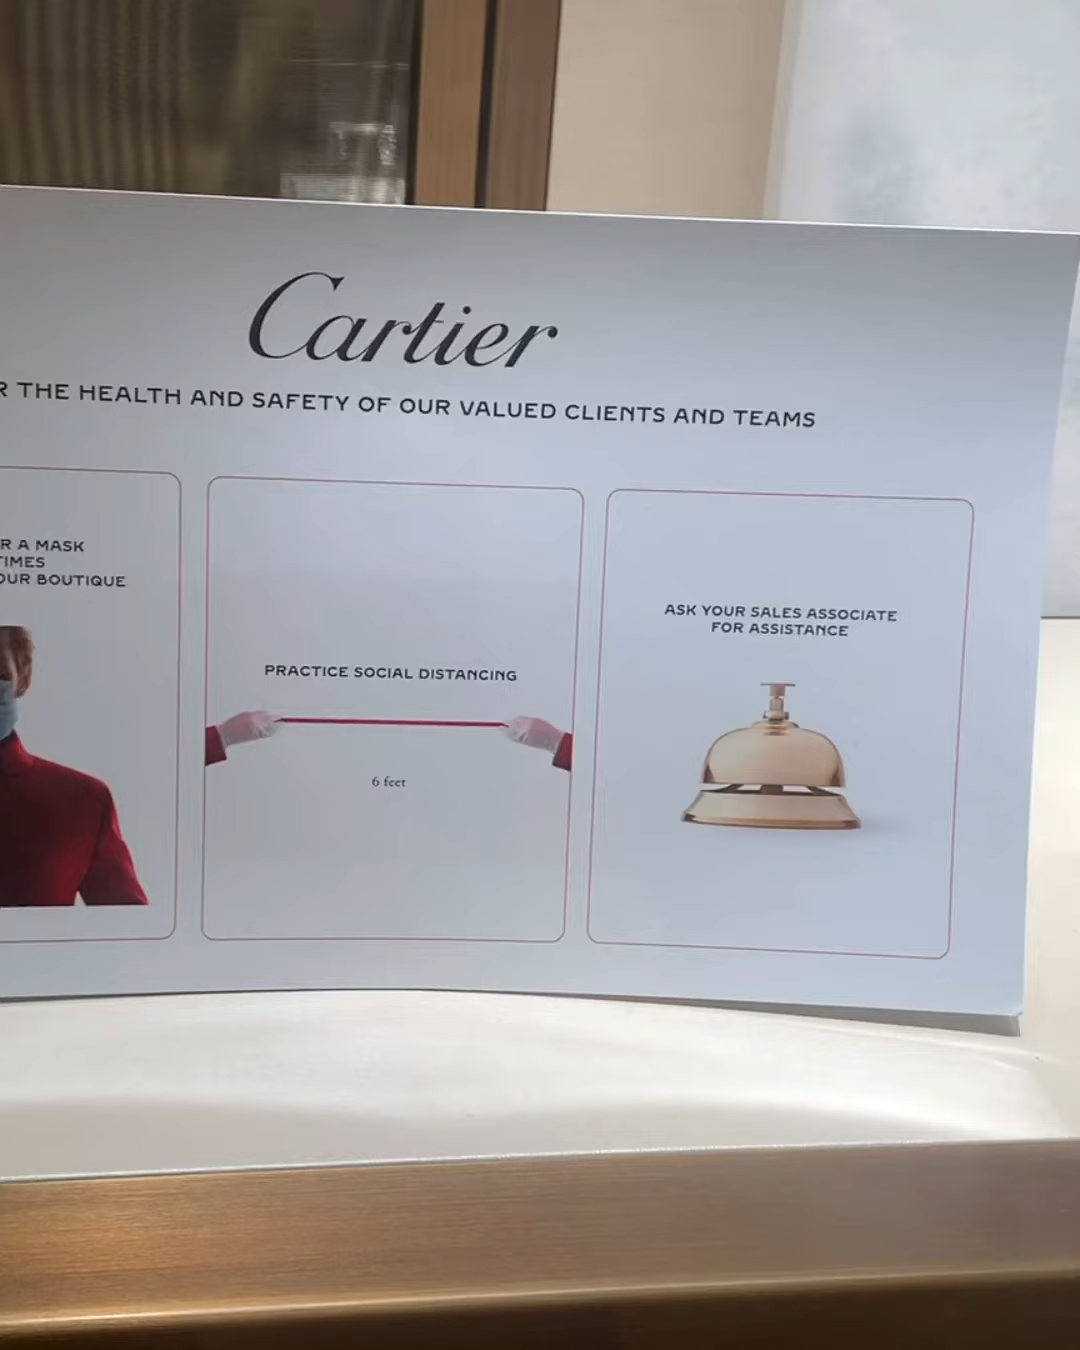 Cartier
R THE HEALTH AND SAFETY OF OUR VALUED CLIENTS AND TEAMS
R A MASK
TIMES
OUR BOUTIQUE
PRACTICE SOCIAL DISTANCING
6 feet
ASK YOUR SALES ASSOCIATE
FOR ASSISTANCE